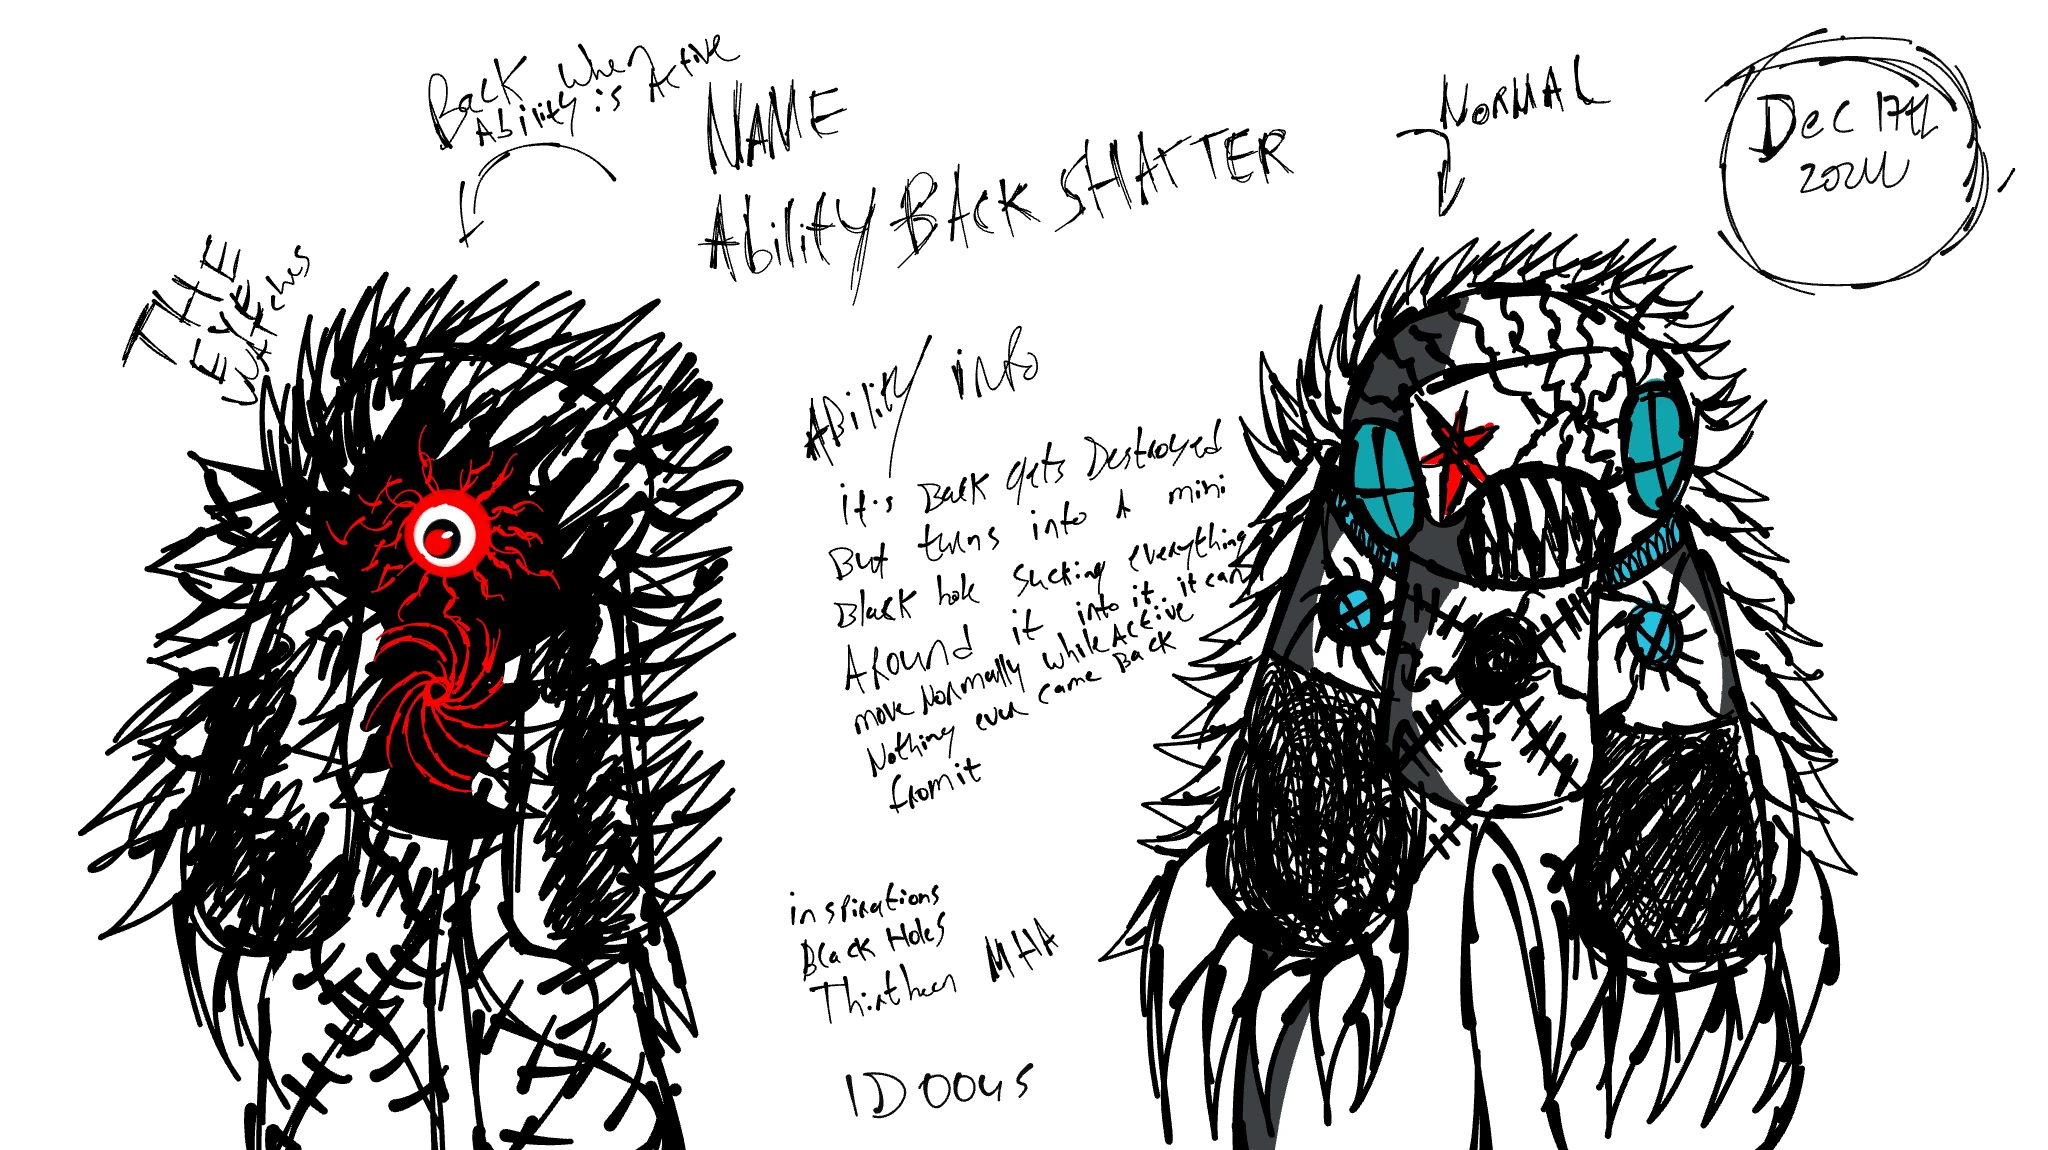 Back when
Ability is Active
NAME
Ability BACK SHATTER
NORMAL
Dec 17th
2024
THE
EYE
WATCHES
Ability info
it's Back gets Destroyed
But turns into A mini
Black hole sucking everything
Around it into it. it can
move Normally while Active
Nothing ever came Back
from it
inspirations
Black Holes
Thirtheen MHA
ID 0045